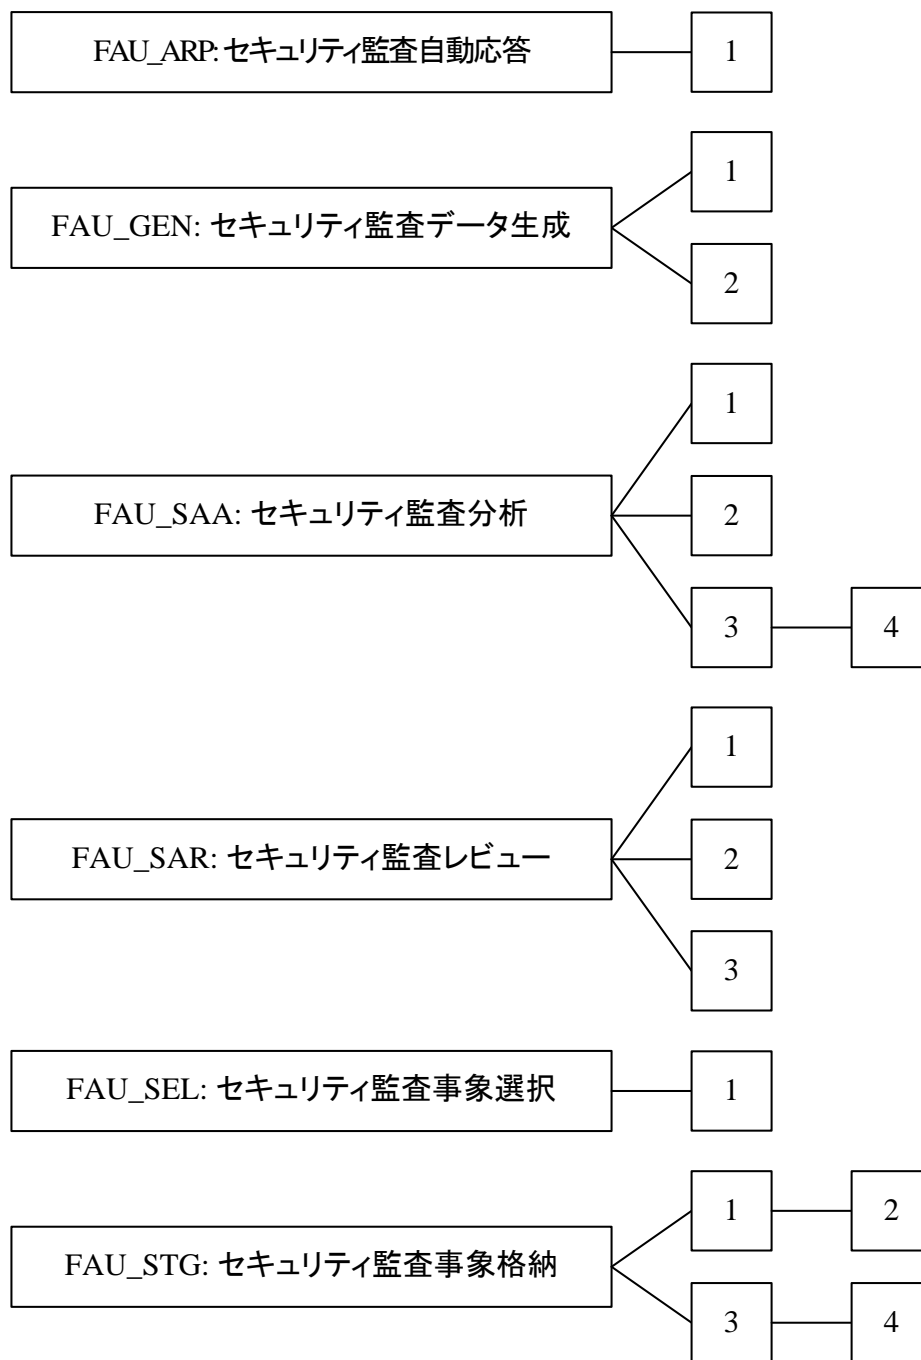 FAU_ARP: セキュリティ監査自動応答
1
FAU_GEN: セキュリティ監査データ生成
1
2
FAU_SAA: セキュリティ監査分析
1
2
3
4
FAU_SAR: セキュリティ監査レビュー
1
2
3
FAU_SEL: セキュリティ監査事象選択
1
FAU_STG: セキュリティ監査事象格納
1
2
3
4